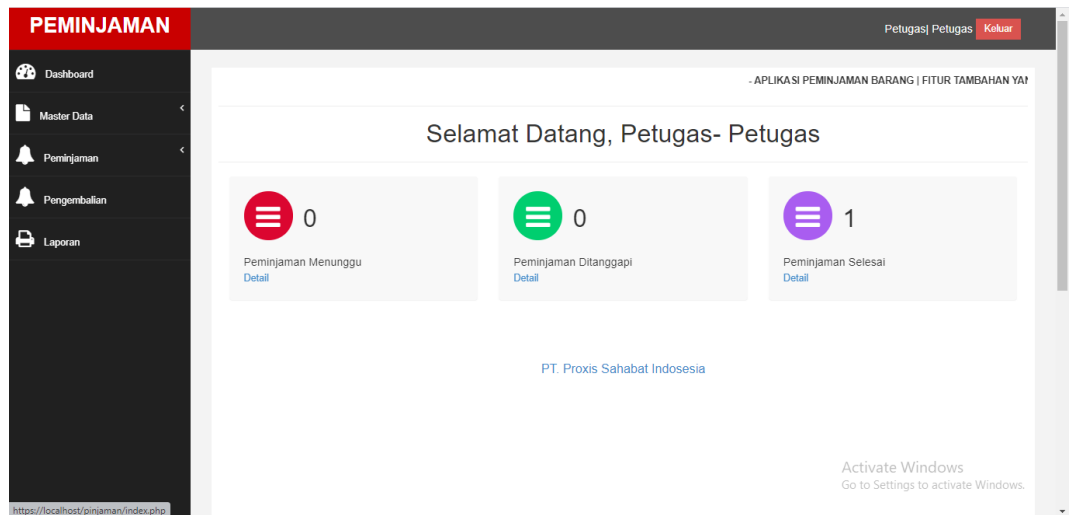 PEMINJAMAN
Petugas| Petugas Keluar
Dashboard
Master Data
Peminjaman
Pengembalian
Laporan
- APLIKASI PEMINJAMAN BARANG | FITUR TAMBAHAN
Selamat Datang, Petugas- Petugas
0
Peminjaman Menunggu
Detail
0
Peminjaman Ditanggapi
Detail
1
Peminjaman Selesai
Detail
PT. Proxis Sahabat Indosesia
Activate Windows
Go to Settings to activate Windows.
https://localhost/pinjaman/index.php